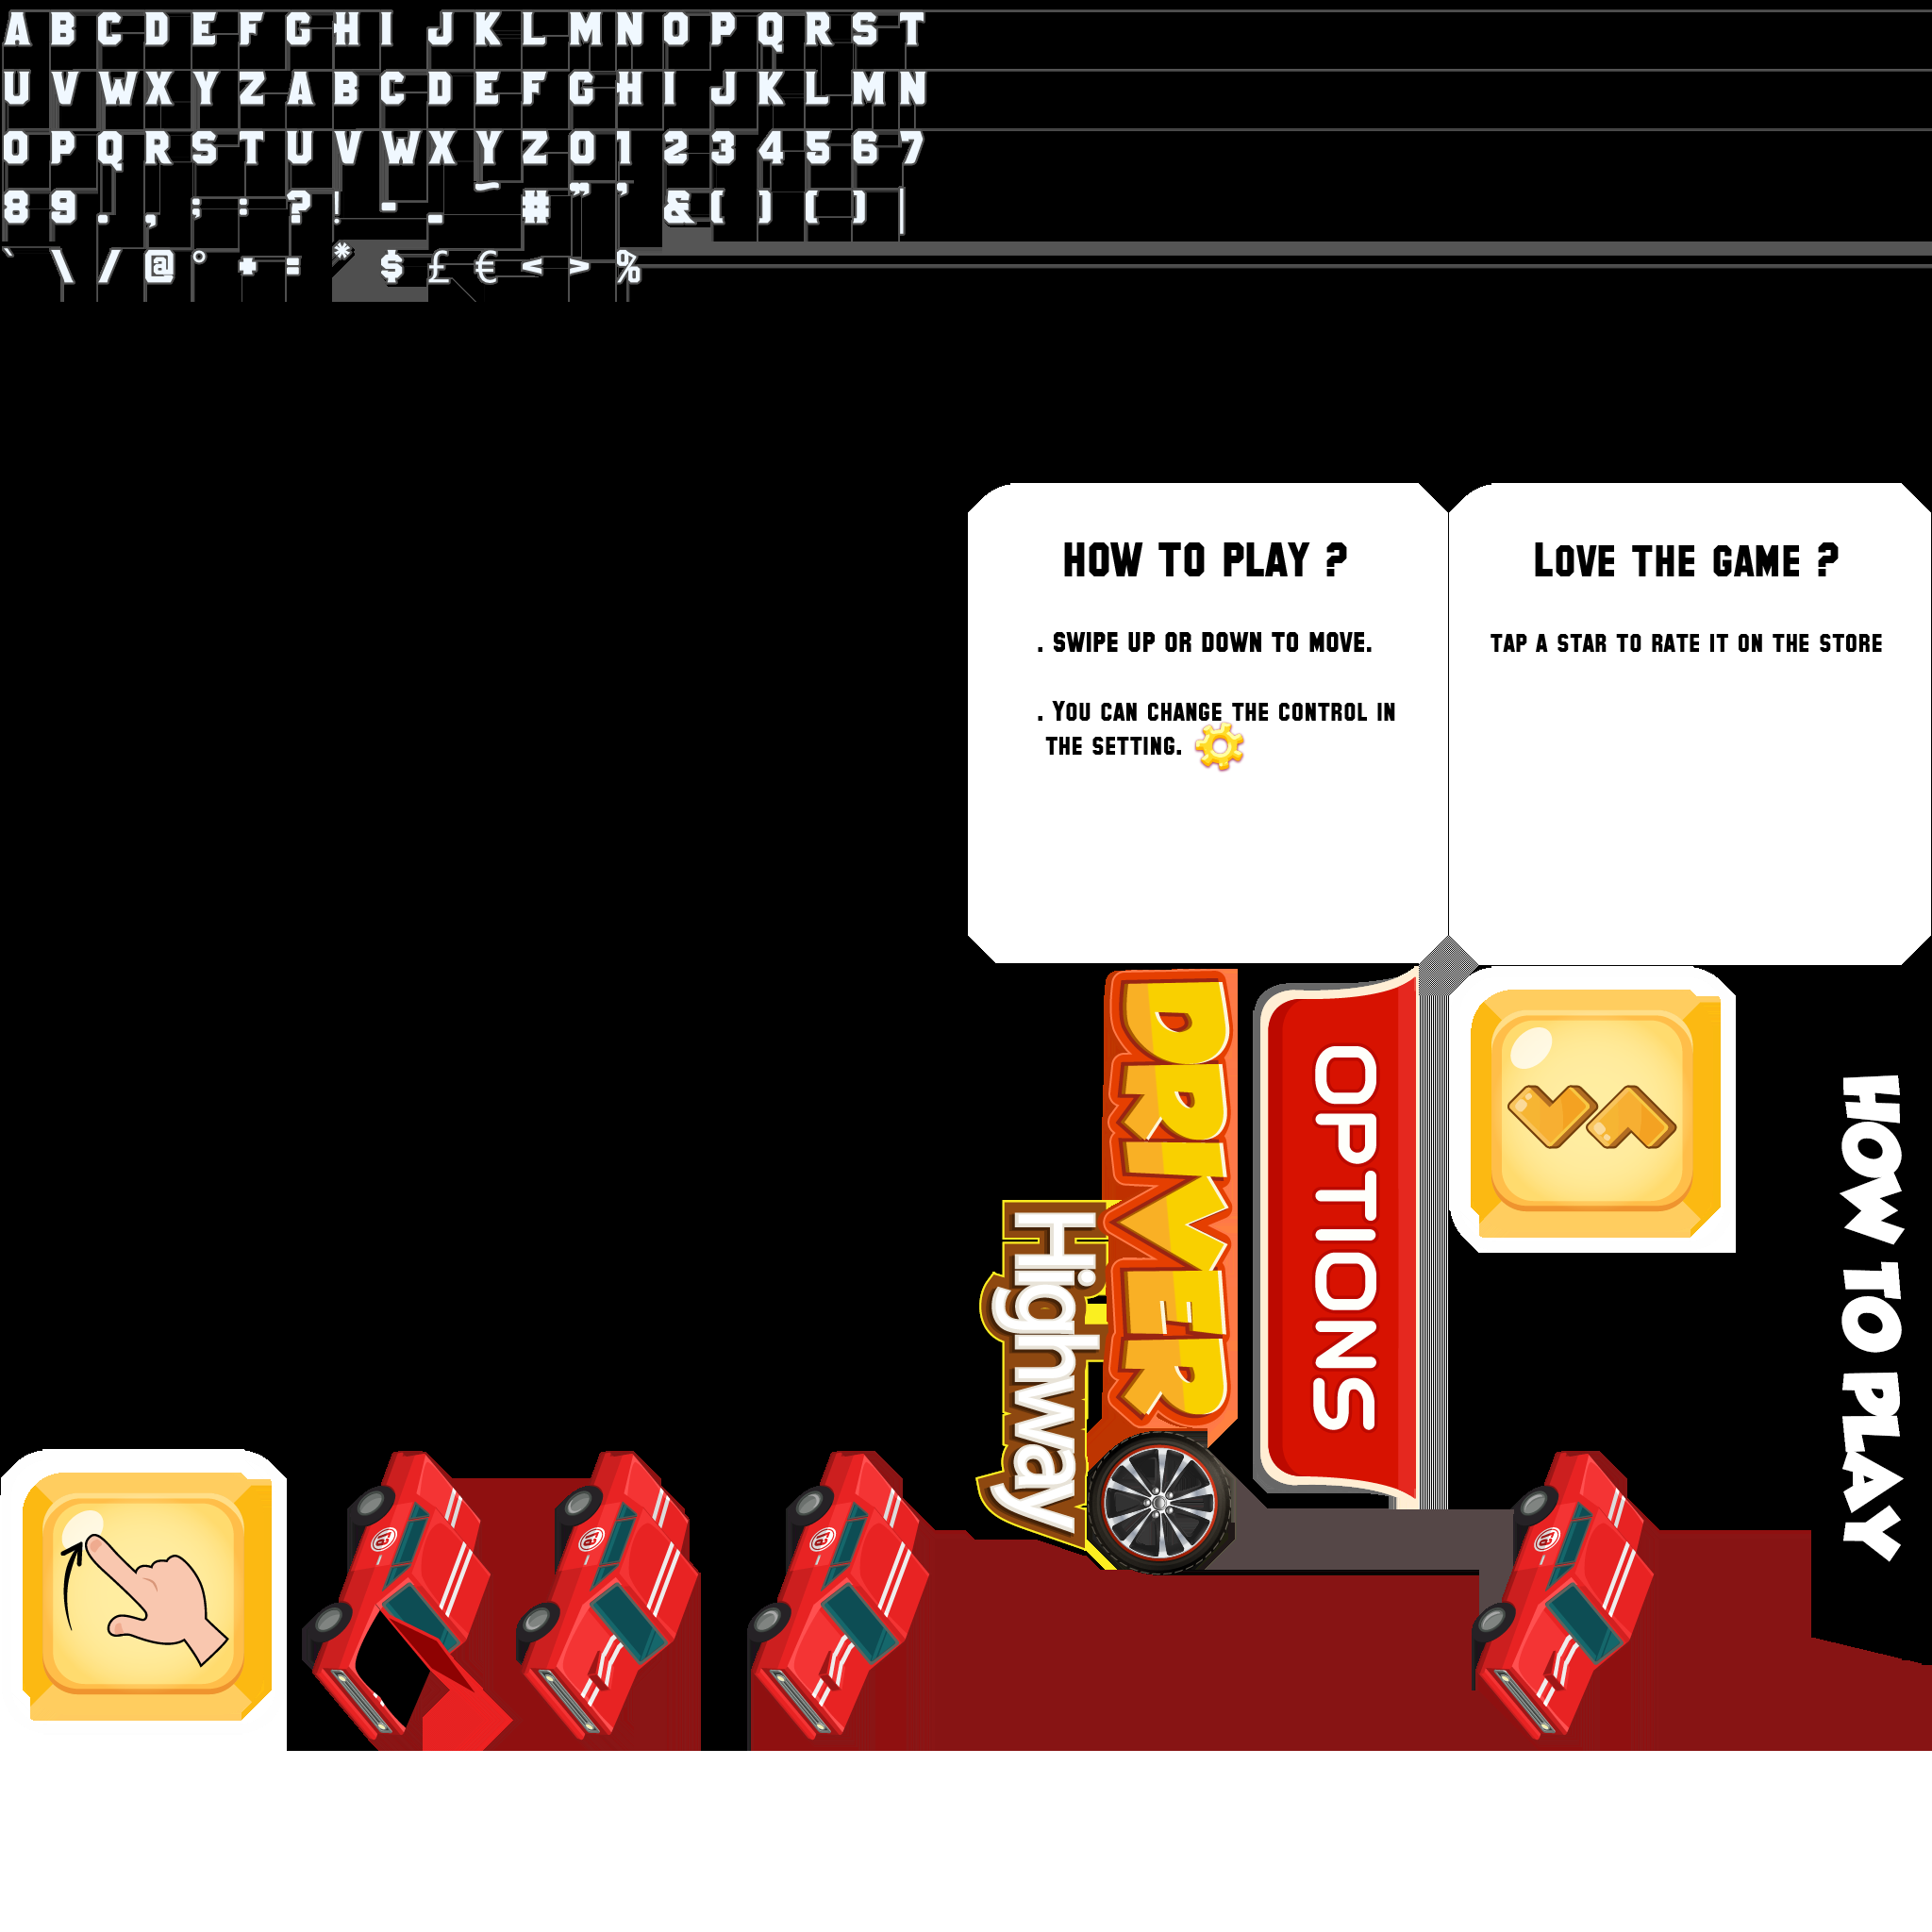 A B C D E F G H I J K L M N O P Q R S T
U V W X Y Z A B C D E F G H I J K L M N
O P Q R S T U V W X Y Z 0 1 2 3 4 5 6 7
8 9 . , ; : ? ! - _ ~ # " ' & ( ) [ ] |
` \ / @ ° + = * $ £ € < > %
HOW TO PLAY ?
. SWIPE UP OR DOWN TO MOVE.
. YOU CAN CHANGE THE CONTROL IN
THE SETTING.
LOVE THE GAME ?
TAP A STAR TO RATE IT ON THE STORE
Highway
DRIVER
OPTIONS
HOW TO PLAY